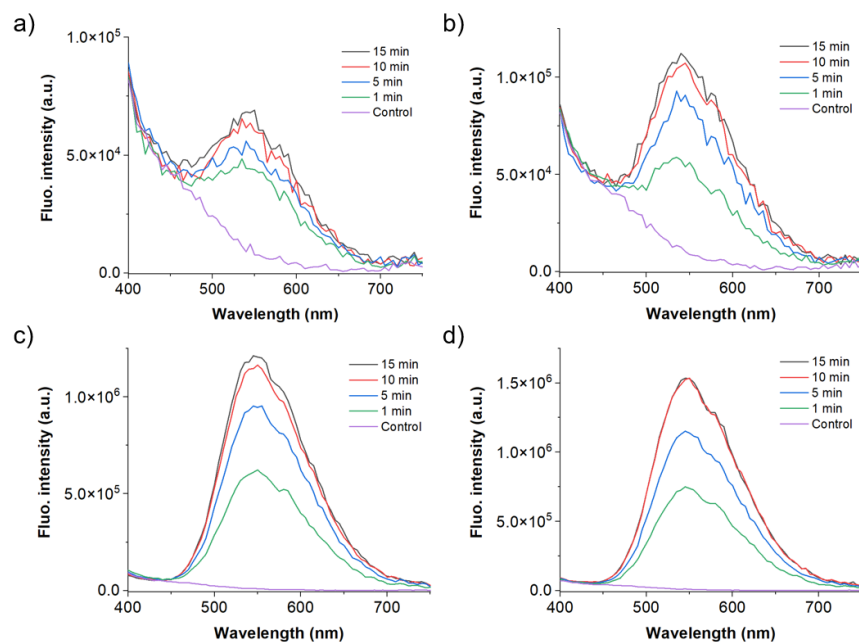 a)
Fluo. intensity (a.u.)
1.0×10⁵
5.0×10⁴
0.0
15 min
10 min
5 min
1 min
Control
400 500 600 700
Wavelength (nm)
b)
Fluo. intensity (a.u.)
1.0×10⁵
5.0×10⁴
0.0
15 min
10 min
5 min
1 min
Control
400 500 600 700
Wavelength (nm)
c)
Fluo. intensity (a.u.)
1.0×10⁶
5.0×10⁵
0.0
15 min
10 min
5 min
1 min
Control
400 500 600 700
Wavelength (nm)
d)
Fluo. intensity (a.u.)
1.5×10⁶
1.0×10⁶
5.0×10⁵
0.0
15 min
10 min
5 min
1 min
Control
400 500 600 700
Wavelength (nm)